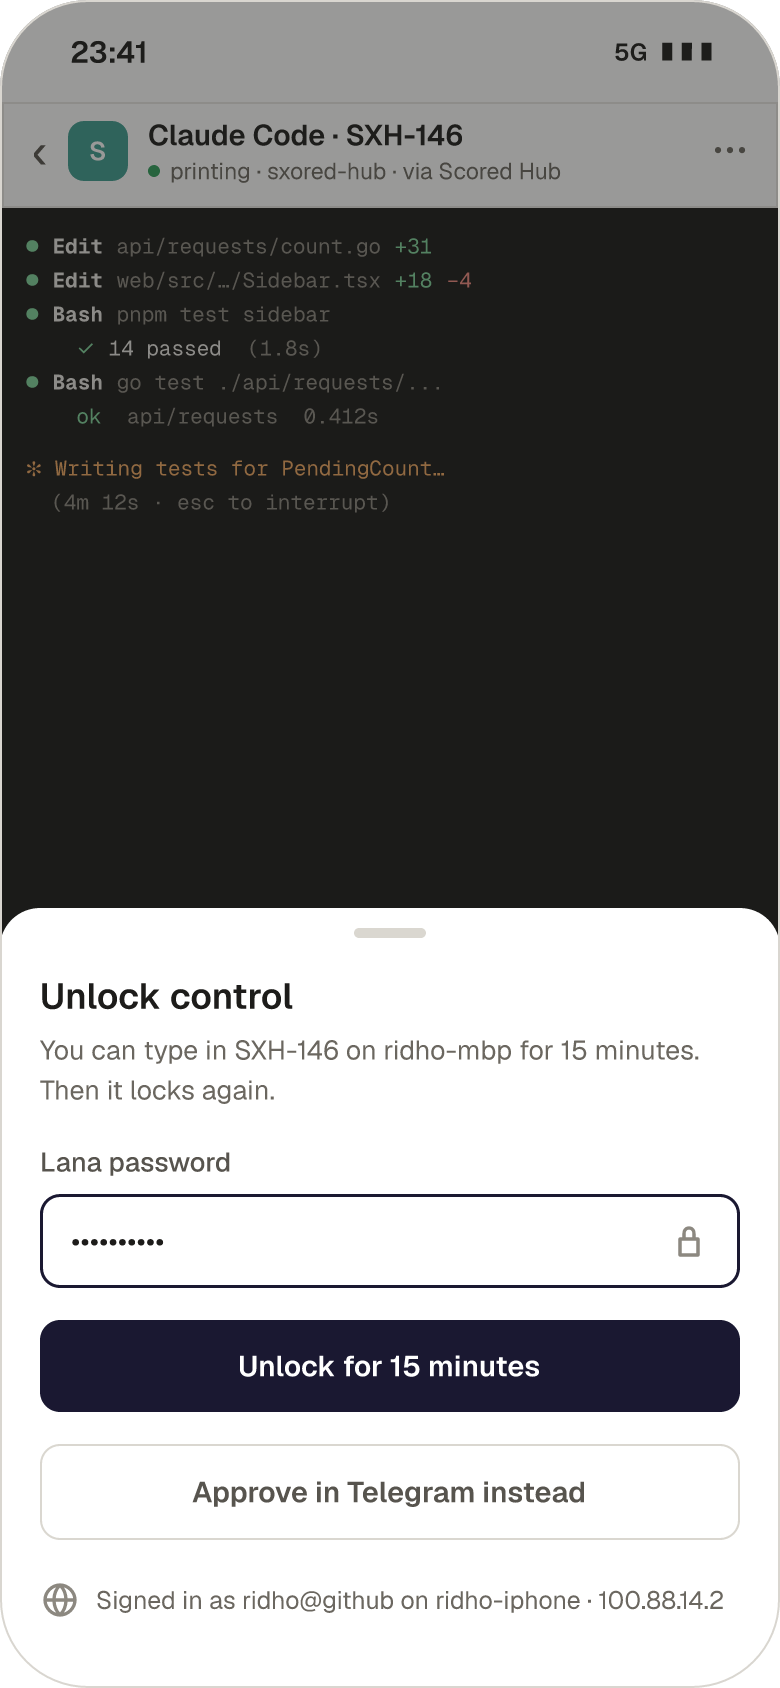 23:41
5G
‹ S Claude Code · SXH-146 •••
● printing · sxored-hub · via Scored Hub
● Edit api/requests/count.go +31
● Edit web/src/…/Sidebar.tsx +18 −4
● Bash pnpm test sidebar
✓ 14 passed (1.8s)
● Bash go test ./api/requests/...
ok api/requests 0.412s
✻ Writing tests for PendingCount…
(4m 12s · esc to interrupt)
Unlock control
You can type in SXH-146 on ridho-mbp for 15 minutes.
Then it locks again.
Lana password
••••••••••
Unlock for 15 minutes
Approve in Telegram instead
Signed in as ridho@github on ridho-iphone · 100.88.14.2